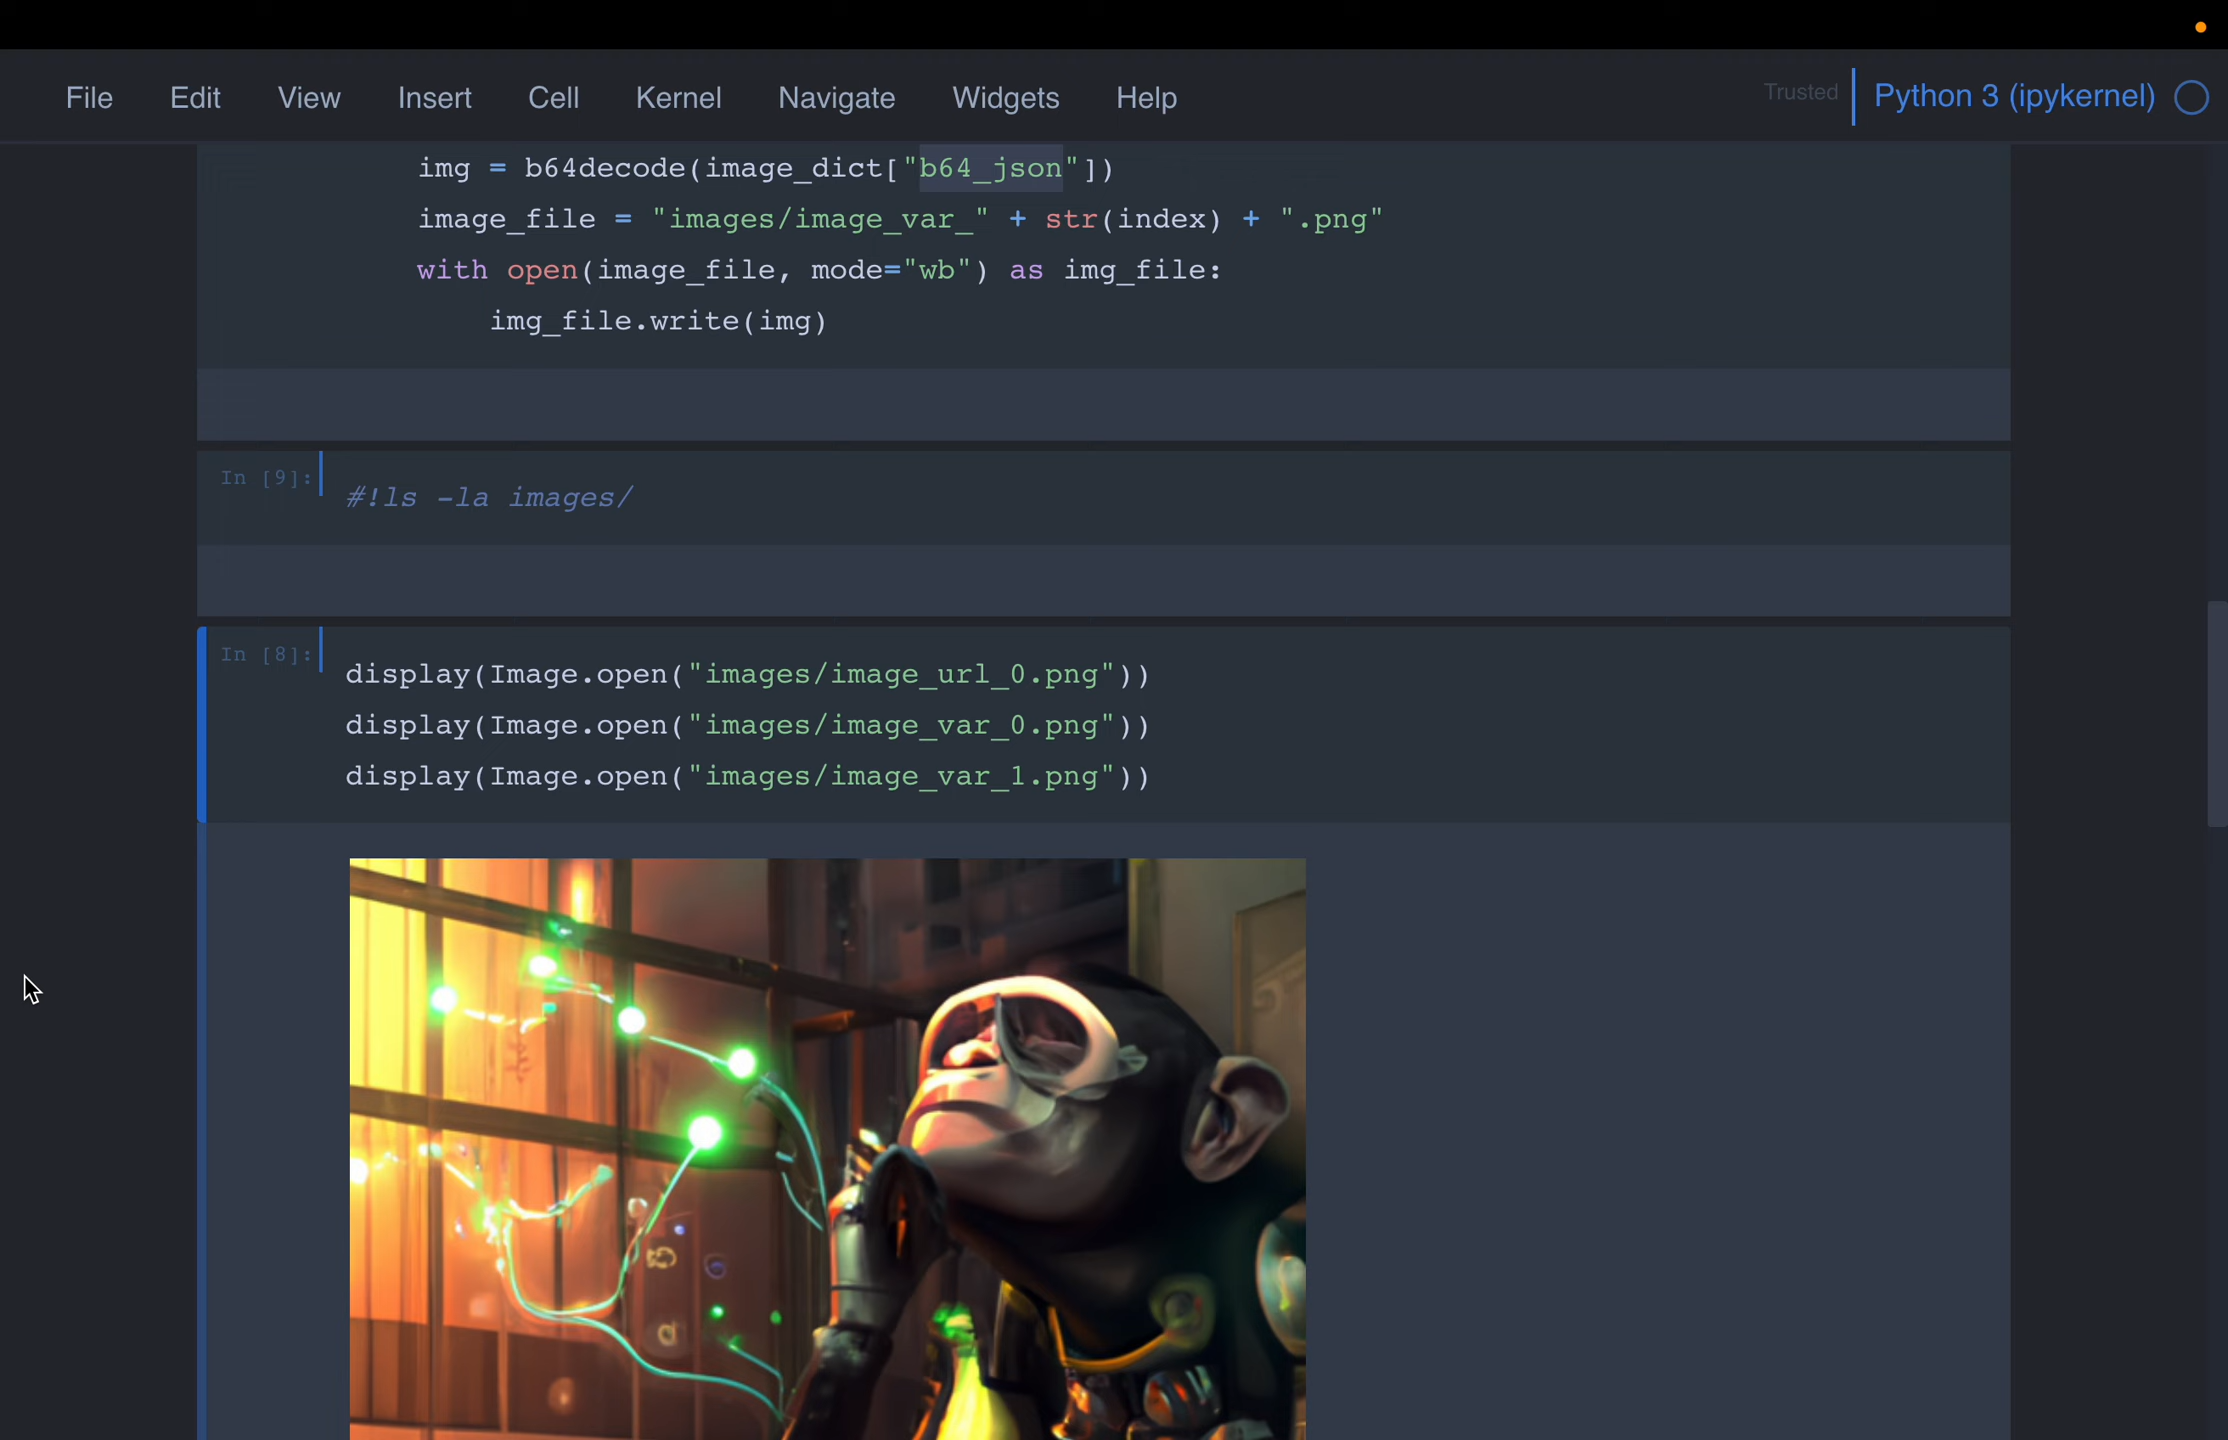 File Edit View Insert Cell Kernel Navigate Widgets Help Trusted Python 3 (ipykernel)
img = b64decode(image_dict["b64_json"])
image_file = "images/image_var_" + str(index) + ".png"
with open(image_file, mode="wb") as img_file:
img_file.write(img)
In [9]: #!ls -la images/
In [8]: display(Image.open("images/image_url_0.png"))
display(Image.open("images/image_var_0.png"))
display(Image.open("images/image_var_1.png"))